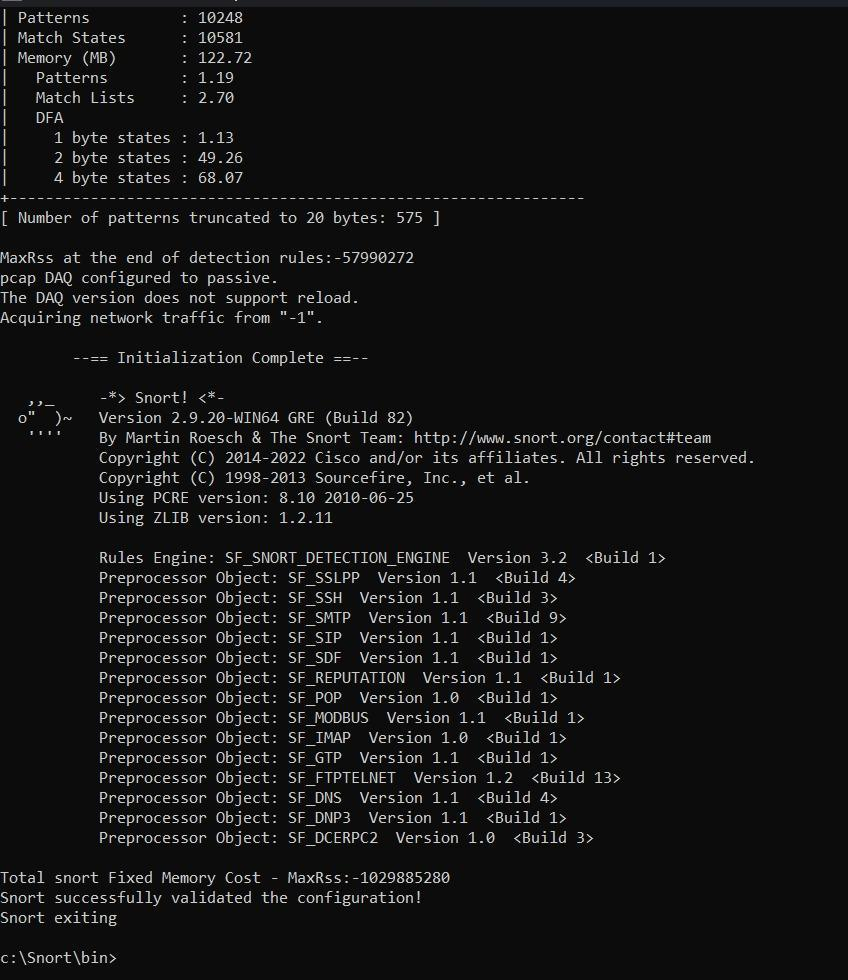 | Patterns          : 10248
| Match States      : 10581
| Memory (MB)       : 122.72
|   Patterns        : 1.19
|   Match Lists     : 2.70
|   DFA
|     1 byte states : 1.13
|     2 byte states : 49.26
|     4 byte states : 68.07
+----------------------------------------------------------------
[ Number of patterns truncated to 20 bytes: 575 ]
MaxRss at the end of detection rules:-57990272
pcap DAQ configured to passive.
The DAQ version does not support reload.
Acquiring network traffic from "-1".
        --== Initialization Complete ==--
   ,,_     -*> Snort! <*-
  o"  )~   Version 2.9.20-WIN64 GRE (Build 82)
   ''''    By Martin Roesch & The Snort Team: http://www.snort.org/contact#team
           Copyright (C) 2014-2022 Cisco and/or its affiliates. All rights reserved.
           Copyright (C) 1998-2013 Sourcefire, Inc., et al.
           Using PCRE version: 8.10 2010-06-25
           Using ZLIB version: 1.2.11
           Rules Engine: SF_SNORT_DETECTION_ENGINE  Version 3.2  <Build 1>
           Preprocessor Object: SF_SSLPP  Version 1.1  <Build 4>
           Preprocessor Object: SF_SSH  Version 1.1  <Build 3>
           Preprocessor Object: SF_SMTP  Version 1.1  <Build 9>
           Preprocessor Object: SF_SIP  Version 1.1  <Build 1>
           Preprocessor Object: SF_SDF  Version 1.1  <Build 1>
           Preprocessor Object: SF_REPUTATION  Version 1.1  <Build 1>
           Preprocessor Object: SF_POP  Version 1.0  <Build 1>
           Preprocessor Object: SF_MODBUS  Version 1.1  <Build 1>
           Preprocessor Object: SF_IMAP  Version 1.0  <Build 1>
           Preprocessor Object: SF_GTP  Version 1.1  <Build 1>
           Preprocessor Object: SF_FTPTELNET  Version 1.2  <Build 13>
           Preprocessor Object: SF_DNS  Version 1.1  <Build 4>
           Preprocessor Object: SF_DNP3  Version 1.1  <Build 1>
           Preprocessor Object: SF_DCERPC2  Version 1.0  <Build 3>
Total snort Fixed Memory Cost - MaxRss:-1029885280
Snort successfully validated the configuration!
Snort exiting
c:\Snort\bin>